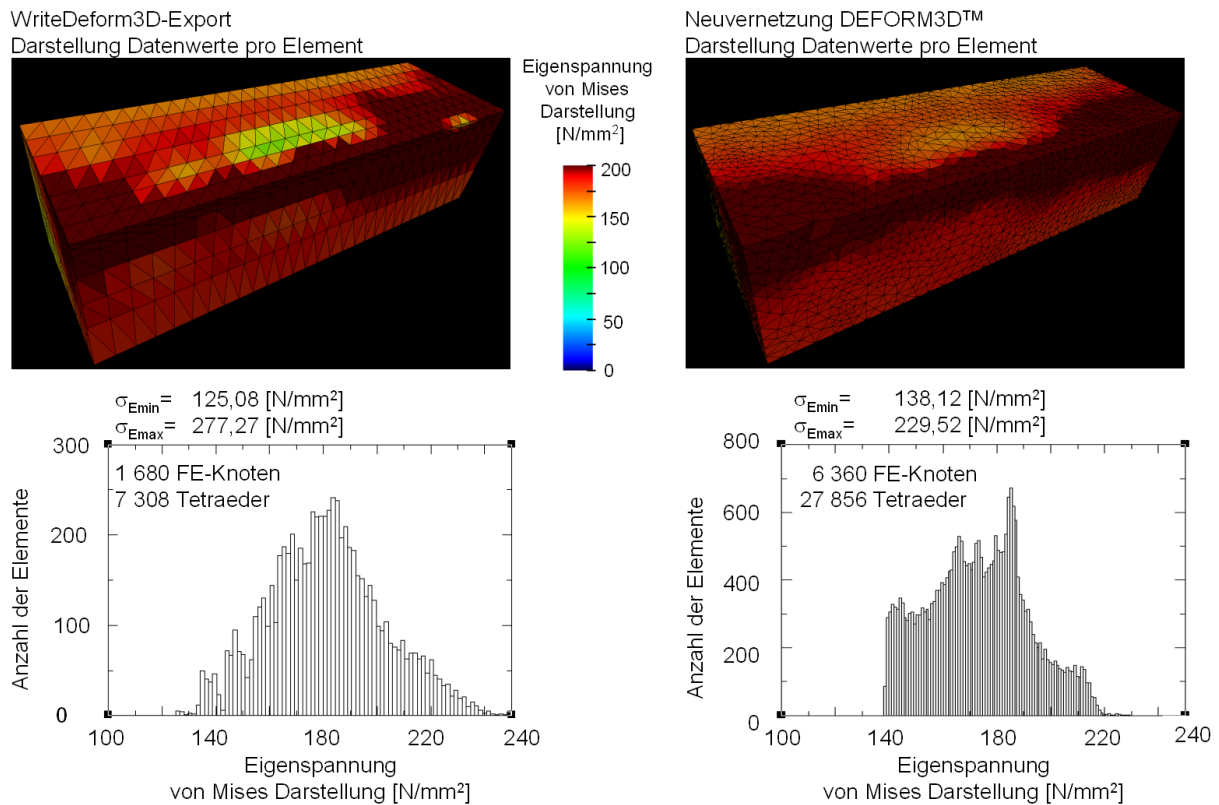 WriteDeform3D-Export
Darstellung Datenwerte pro Element
Neuvernetzung DEFORM3D™
Darstellung Datenwerte pro Element
Eigenspannung
von Mises
Darstellung
[N/mm²]
200
150
100
50
0
σEmin= 125,08 [N/mm²]
σEmax= 277,27 [N/mm²]
1 680 FE-Knoten
7 308 Tetraeder
Anzahl der Elemente
300
200
100
0
100 140 180 220 240
Eigenspannung
von Mises Darstellung [N/mm²]
σEmin= 138,12 [N/mm²]
σEmax= 229,52 [N/mm²]
6 360 FE-Knoten
27 856 Tetraeder
Anzahl der Elemente
800
600
400
200
0
100 140 180 220 240
Eigenspannung
von Mises Darstellung [N/mm²]